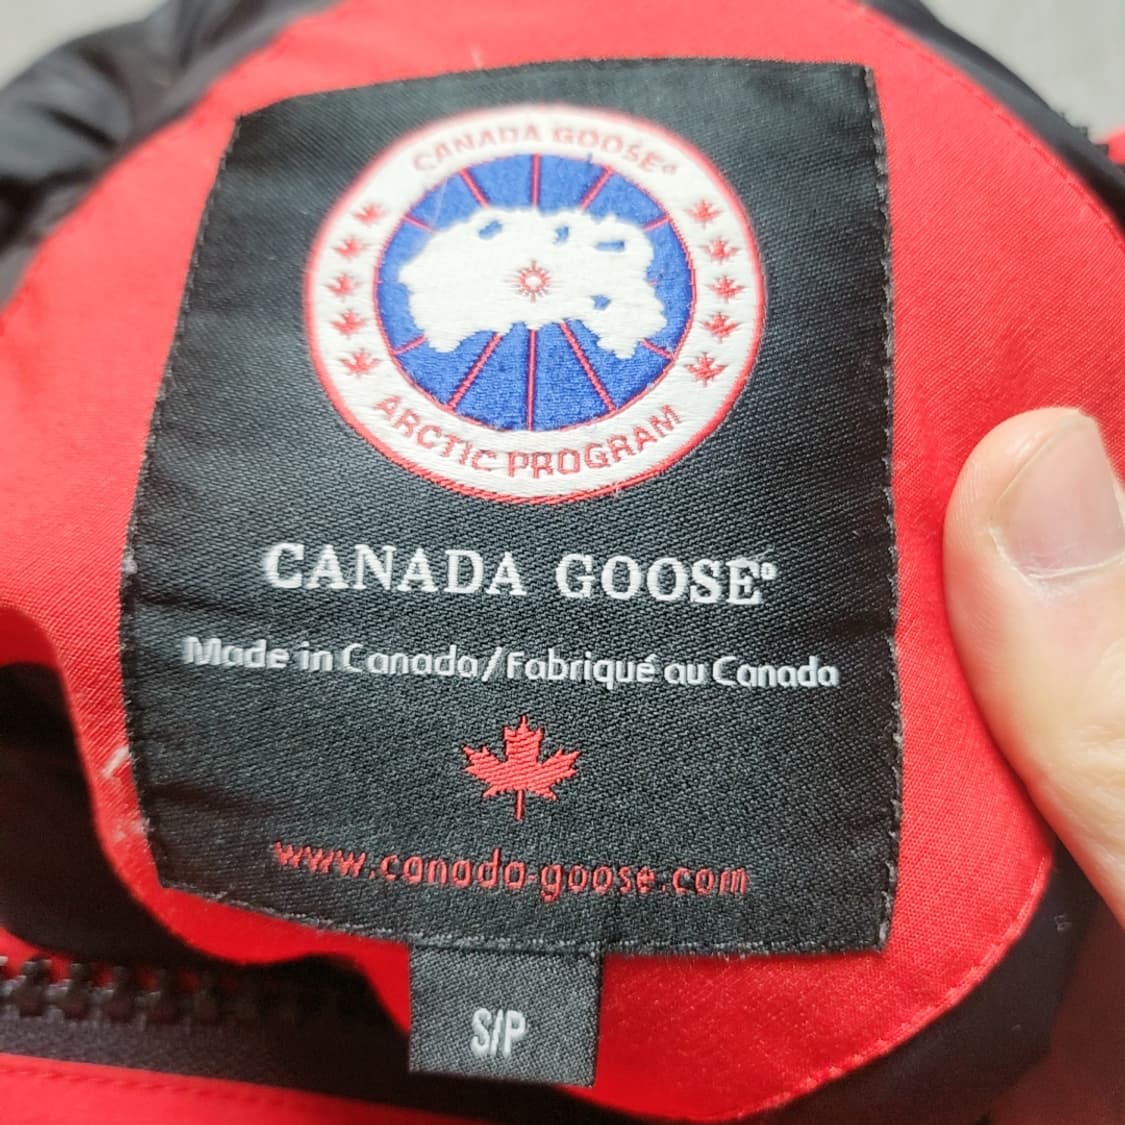 CANADA GOOSE®
ARCTIC PROGRAM
CANADA GOOSE®
Made in Canada/Fabriqué au Canada
www.canada-goose.com
S/P